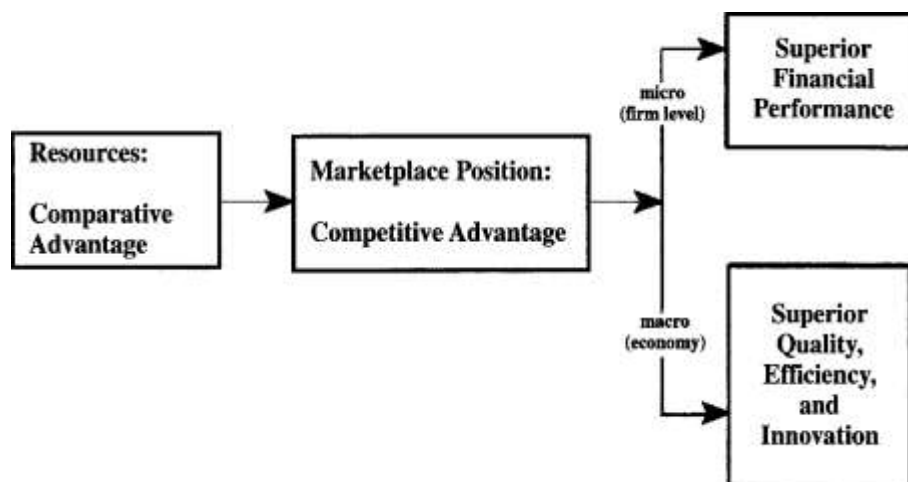 Resources:
Comparative
Advantage
Marketplace Position:
Competitive Advantage
micro
(firm level)
Superior
Financial
Performance
macro
(economy)
Superior
Quality,
Efficiency,
and
Innovation